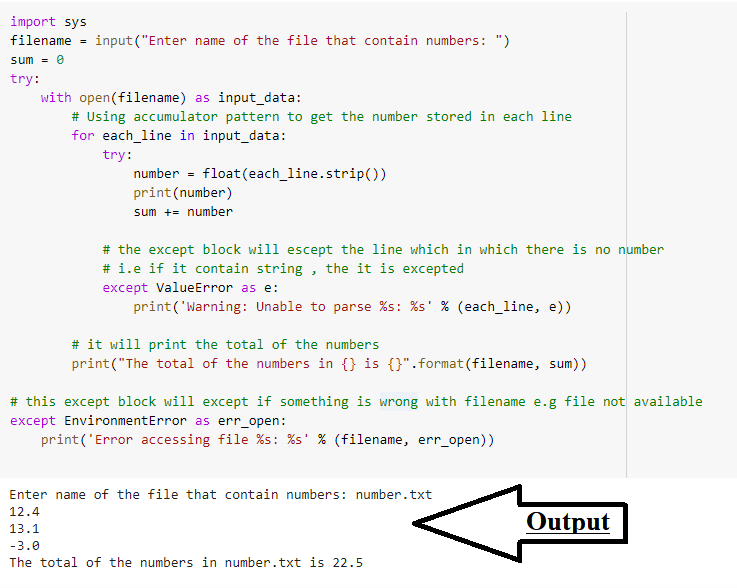 import sys
filename = input("Enter name of the file that contain numbers: ")
sum = 0
try:
    with open(filename) as input_data:
        # Using accumulator pattern to get the number stored in each line
        for each_line in input_data:
            try:
                number = float(each_line.strip())
                print(number)
                sum += number
            # the except block will escept the line which in which there is no number
            # i.e if it contain string , the it is excepted
            except ValueError as e:
                print('Warning: Unable to parse %s: %s' % (each_line, e))
        # it will print the total of the numbers
        print("The total of the numbers in {} is {}".format(filename, sum))
# this except block will except if something is wrong with filename e.g file not available
except EnvironmentError as err_open:
    print('Error accessing file %s: %s' % (filename, err_open))
Enter name of the file that contain numbers: number.txt
12.4
13.1
Output
-3.0
The total of the numbers in number.txt is 22.5